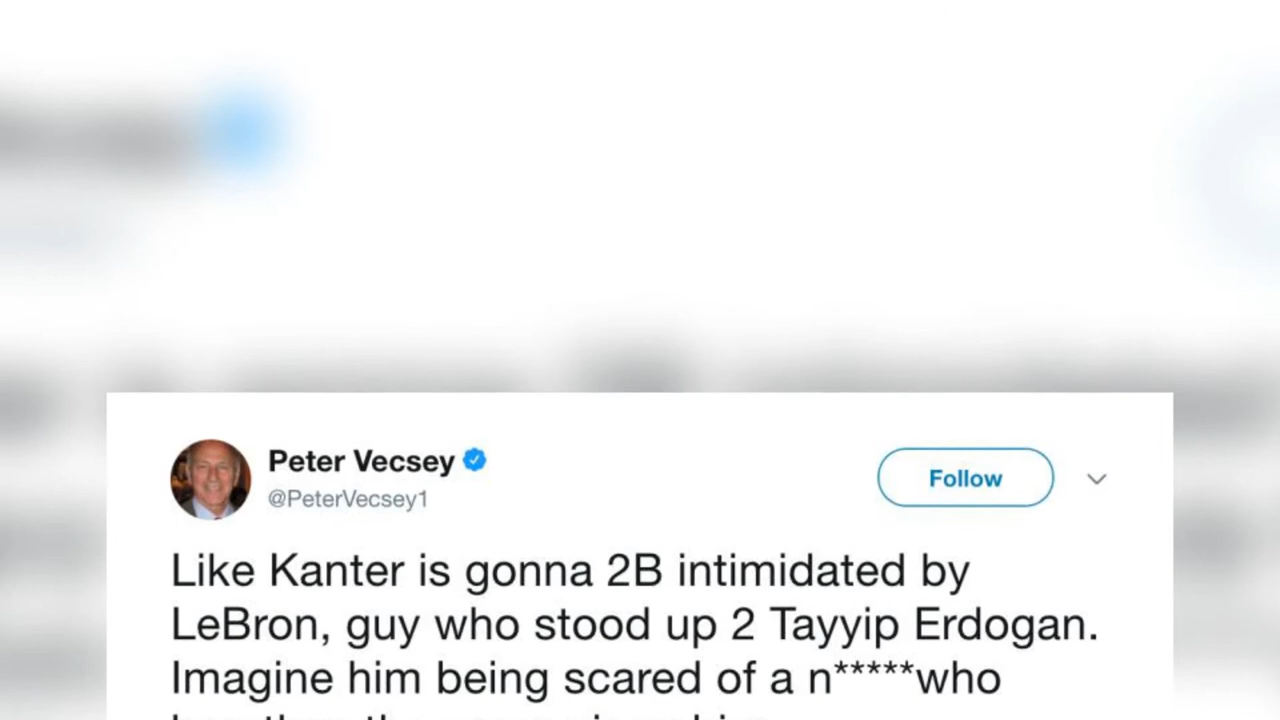 Peter Vecsey
@PeterVecsey1
Follow
Like Kanter is gonna 2B intimidated by
LeBron, guy who stood up 2 Tayyip Erdogan.
Imagine him being scared of a n*****who